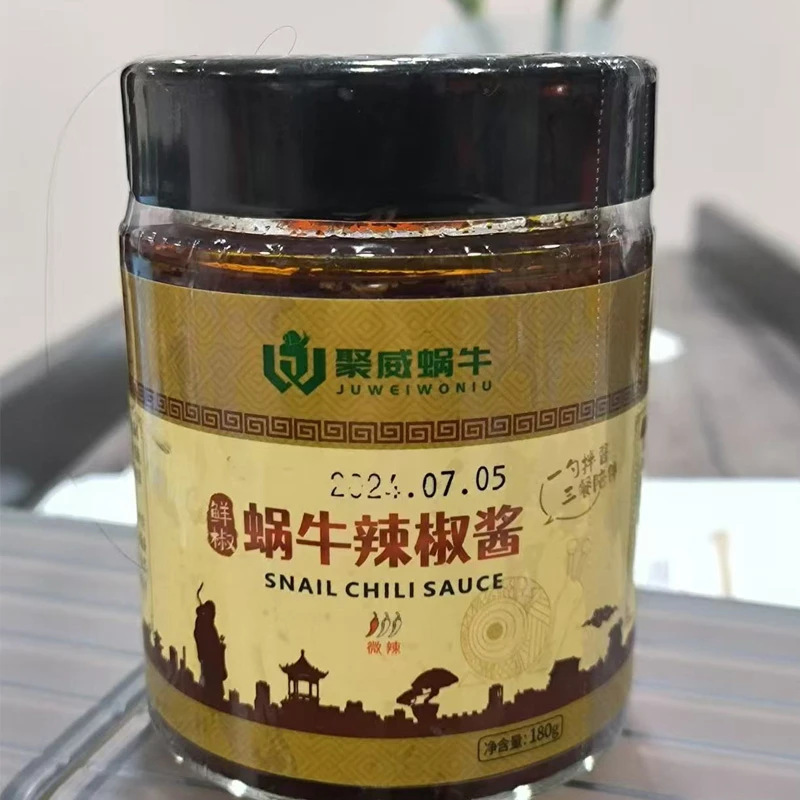 聚威蜗牛
JUWEIWONIU
2024.07.05
一勺拌酱
三餐陪伴
鲜椒
蜗牛辣椒酱
SNAIL CHILI SAUCE
微辣
净含量:180g